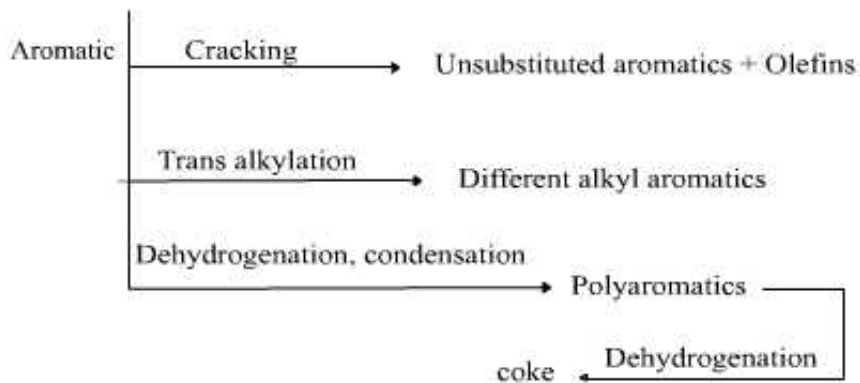 Aromatic
Cracking
Unsubstituted aromatics + Olefins
Trans alkylation
Different alkyl aromatics
Dehydrogenation, condensation
Polyaromatics
Dehydrogenation
coke